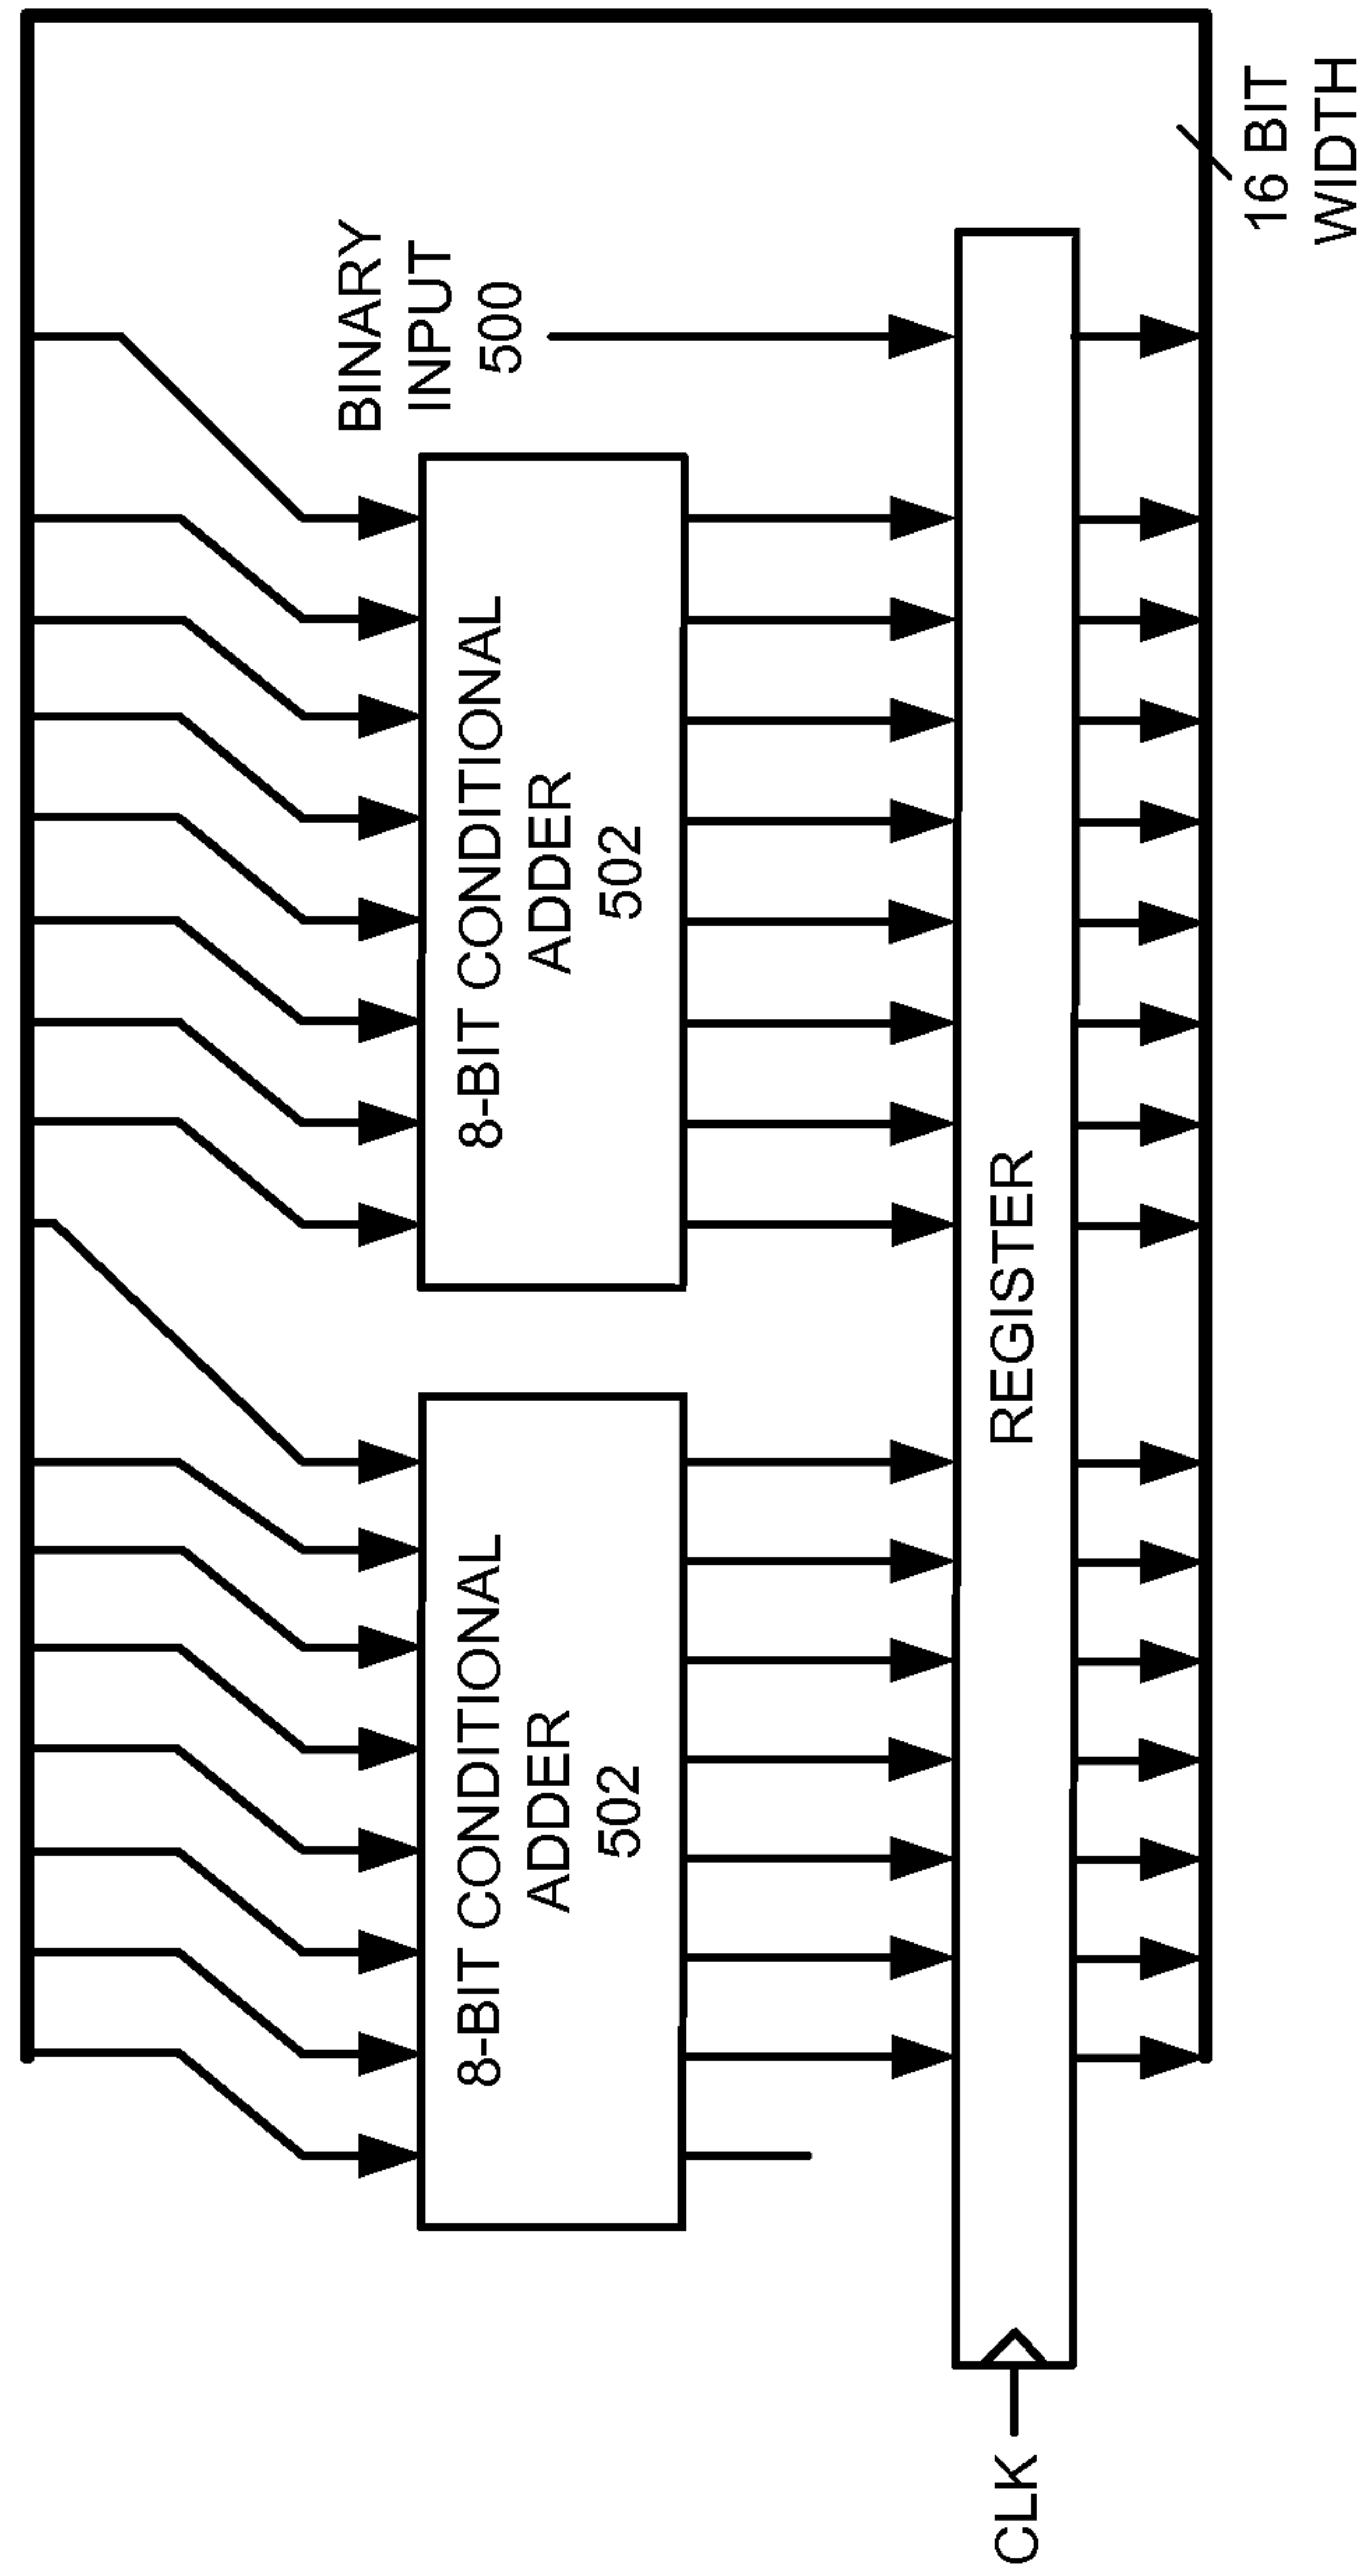 8-BIT CONDITIONAL
ADDER
502
8-BIT CONDITIONAL
ADDER
502
BINARY
INPUT
500
REGISTER
CLK
16 BIT
WIDTH